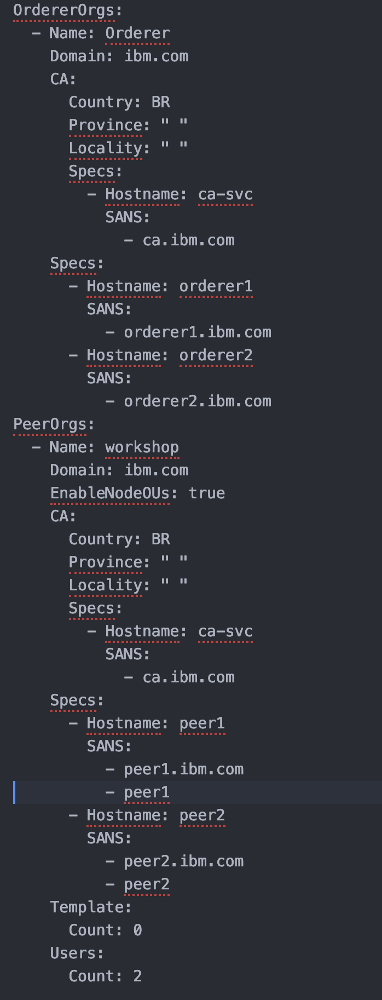 OrdererOrgs:
  - Name: Orderer
    Domain: ibm.com
    CA:
      Country: BR
      Province: " "
      Locality: " "
      Specs:
        - Hostname: ca-svc
          SANS:
            - ca.ibm.com
    Specs:
      - Hostname: orderer1
        SANS:
          - orderer1.ibm.com
      - Hostname: orderer2
        SANS:
          - orderer2.ibm.com
PeerOrgs:
  - Name: workshop
    Domain: ibm.com
    EnableNodeOUs: true
    CA:
      Country: BR
      Province: " "
      Locality: " "
      Specs:
        - Hostname: ca-svc
          SANS:
            - ca.ibm.com
    Specs:
      - Hostname: peer1
        SANS:
          - peer1.ibm.com
          - peer1
      - Hostname: peer2
        SANS:
          - peer2.ibm.com
          - peer2
    Template:
      Count: 0
    Users:
      Count: 2